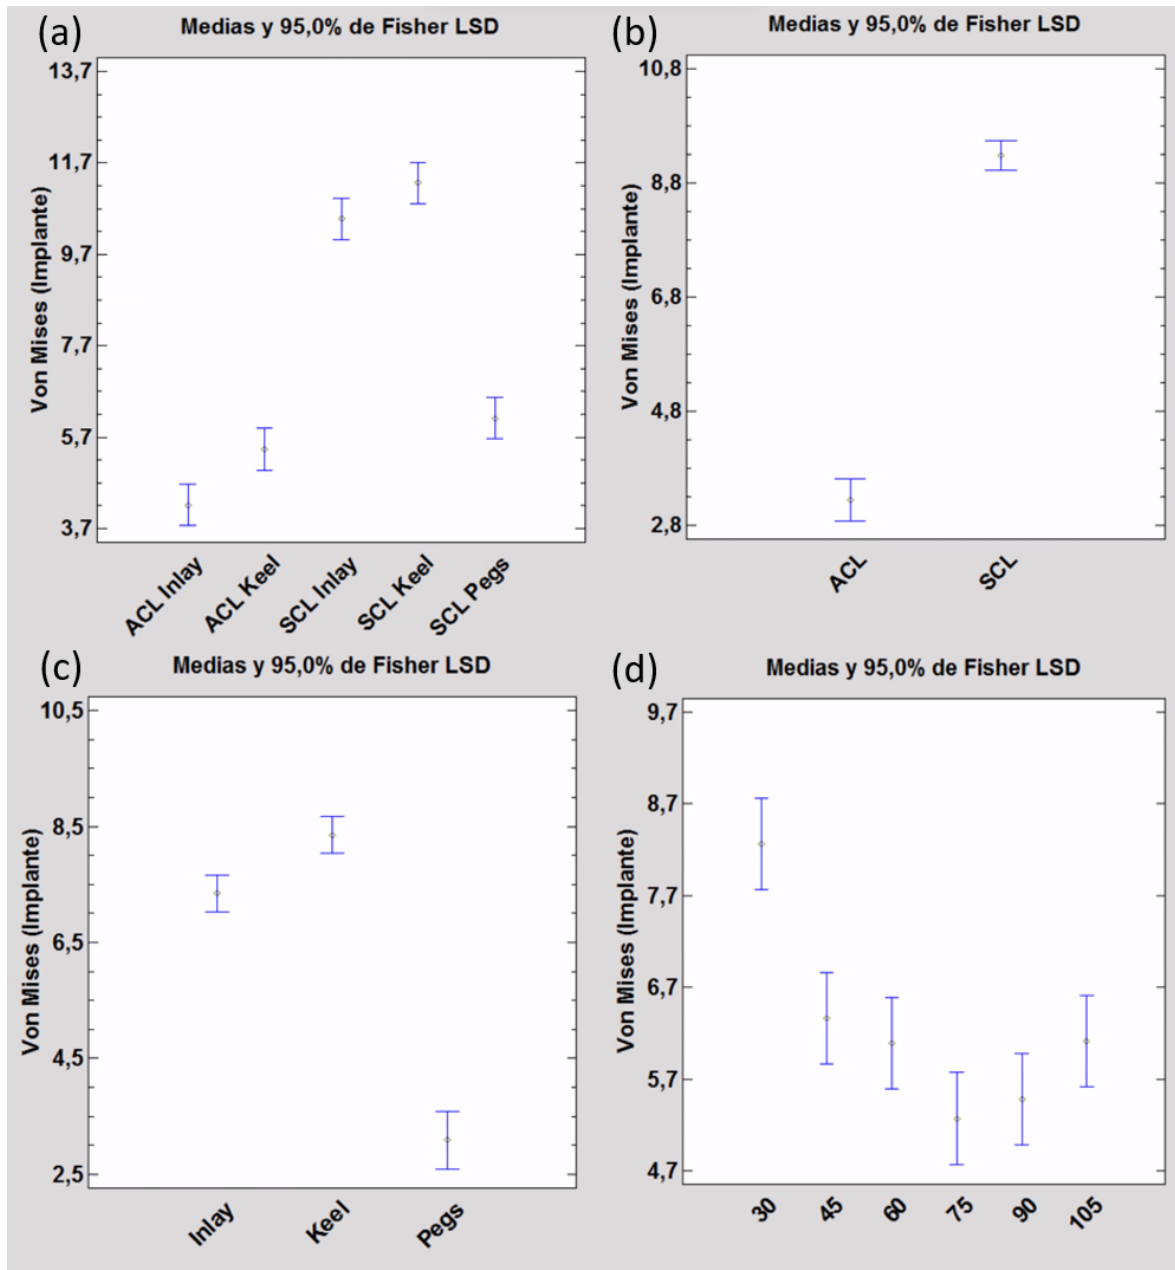 (a)
Medias y 95,0% de Fisher LSD
Von Mises (Implante)
13,7
11,7
9,7
7,7
5,7
3,7
ACL Inlay
ACL Keel
SCL Inlay
SCL Keel
SCL Pegs
(b)
Medias y 95,0% de Fisher LSD
Von Mises (Implante)
10,8
8,8
6,8
4,8
2,8
ACL
SCL
(c)
Medias y 95,0% de Fisher LSD
Von Mises (Implante)
10,5
8,5
6,5
4,5
2,5
Inlay
Keel
Pegs
(d)
Medias y 95,0% de Fisher LSD
Von Mises (Implante)
9,7
8,7
7,7
6,7
5,7
4,7
30
45
60
75
90
105